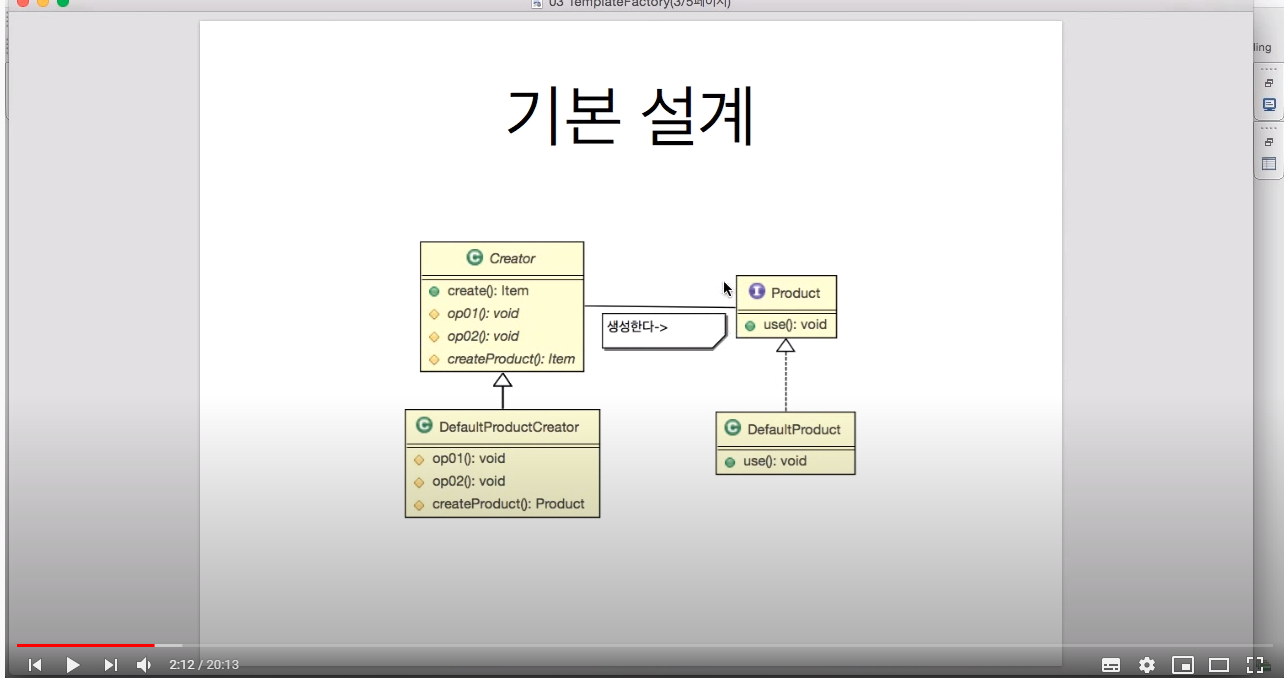 03 TemplateFactory(3/5페이지)
ling
기본 설계
C Creator
create(): Item
op01(): void
op02(): void
createProduct(): Item
생성한다->
I Product
use(): void
C DefaultProductCreator
op01(): void
op02(): void
createProduct(): Product
C DefaultProduct
use(): void
2:12 / 20:13